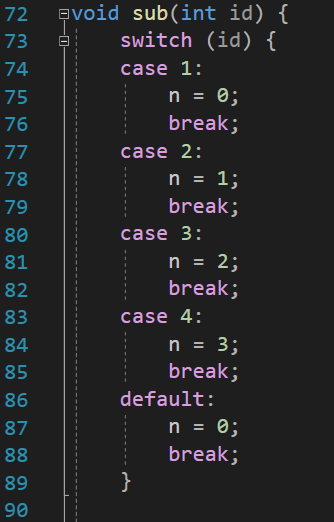 72 void sub(int id) {
73 switch (id) {
74 case 1:
75 n = 0;
76 break;
77 case 2:
78 n = 1;
79 break;
80 case 3:
81 n = 2;
82 break;
83 case 4:
84 n = 3;
85 break;
86 default:
87 n = 0;
88 break;
89 }
90